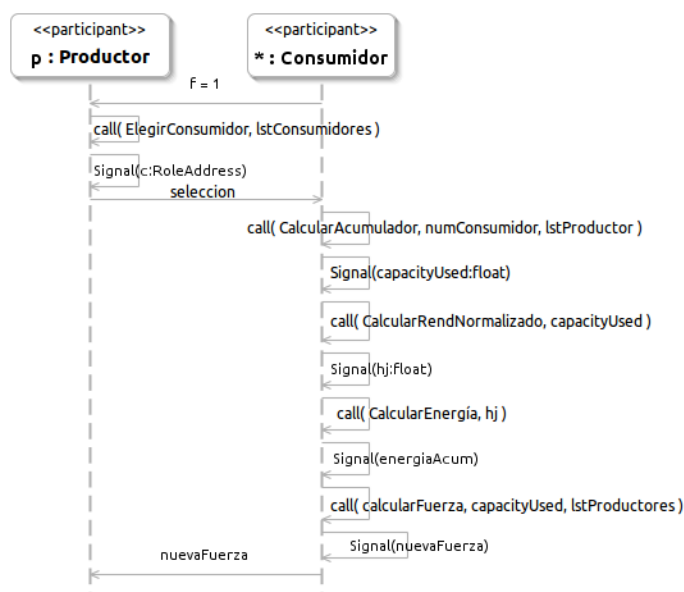 <<participant>>
p : Productor
<<participant>>
* : Consumidor
f = 1
call( ElegirConsumidor, lstConsumidores )
Signal(c:RoleAddress)
seleccion
call( CalcularAcumulador, numConsumidor, lstProductor )
Signal(capacityUsed:float)
call( CalcularRendNormalizado, capacityUsed )
Signal(hj:float)
call( CalcularEnergía, hj )
Signal(energiaAcum)
call( calcularFuerza, capacityUsed, lstProductores )
Signal(nuevaFuerza)
nuevaFuerza